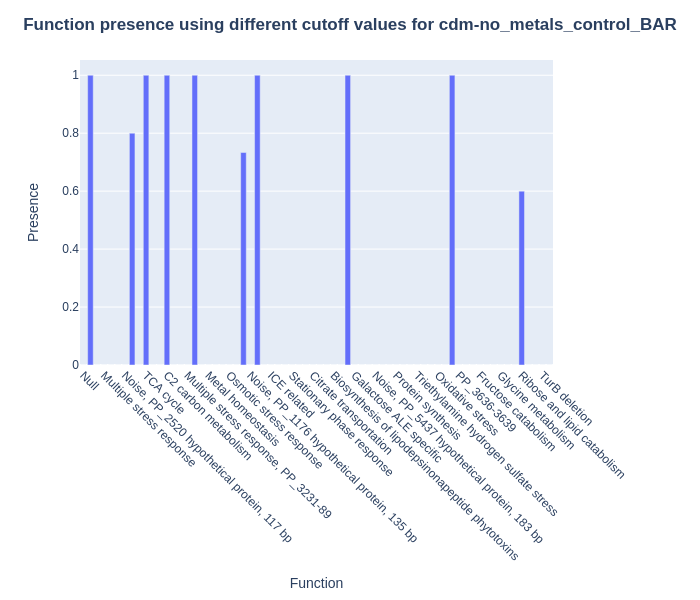 Function presence using different cutoff values for cdm-no_metals_control_BAR
Presence
1
0.8
0.6
0.4
0.2
0
Null
Multiple stress response
Noise, PP_2520 hypothetical protein, 117 bp
TCA cycle
C2 carbon metabolism
Multiple stress response, PP_3231-89
Metal homeostasis
Osmotic stress response
Noise, PP_1176 hypothetical protein, 135 bp
ICE related
Stationary phase response
Citrate transportation
Biosynthesis of lipodepsinonapeptide phytotoxins
Galactose ALE specific
Noise, PP_5437 hypothetical protein, 183 bp
Protein synthesis
Triethylamine hydrogen sulfate stress
Oxidative stress
PP_3636-3639
Fructose catabolism
Glycine metabolism
Ribose and lipid catabolism
TurB deletion
Function